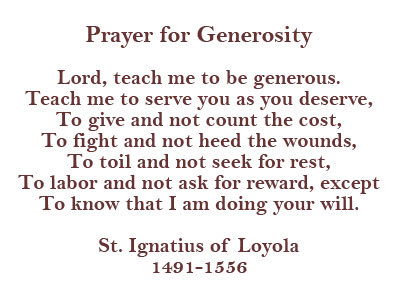 Prayer for Generosity
Lord, teach me to be generous.
Teach me to serve you as you deserve,
To give and not count the cost,
To fight and not heed the wounds,
To toil and not seek for rest,
To labor and not ask for reward, except
To know that I am doing your will.
St. Ignatius of Loyola
1491-1556